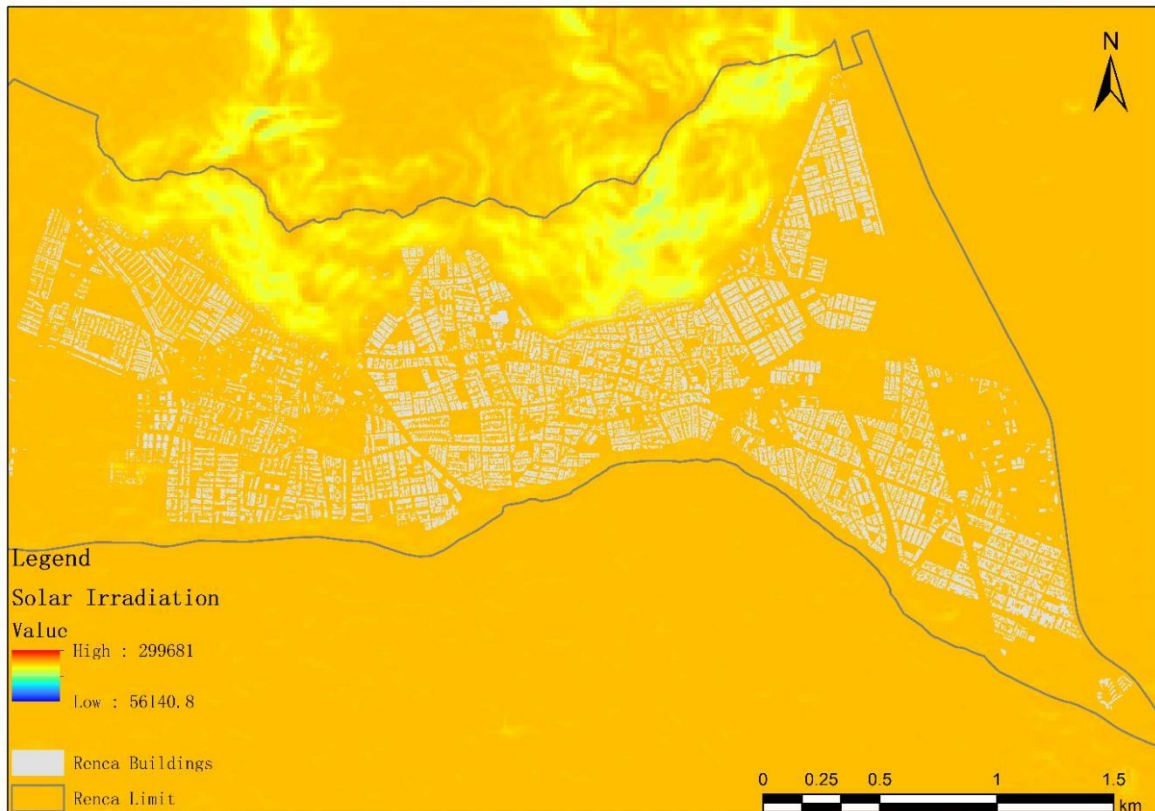 N
Legend
Solar Irradiation
Value
High : 299681
Low : 56140.8
Renca Buildings
Renca Limit
0 0.25 0.5 1 1.5
km